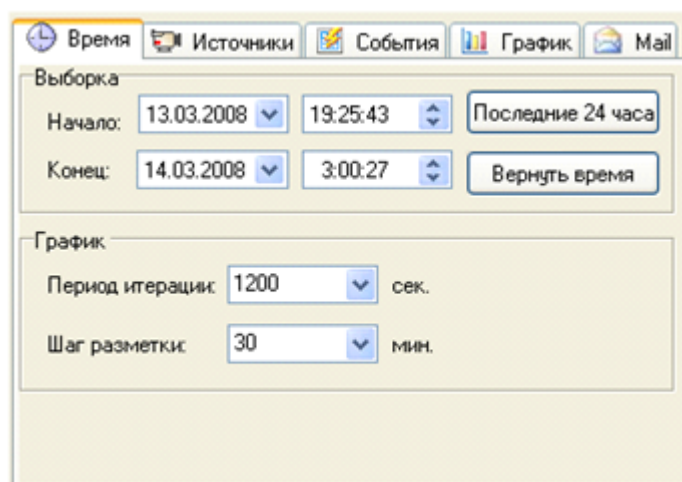 Время Источники События График Mail
Выборка
Начало: 13.03.2008 19:25:43 Последние 24 часа
Конец: 14.03.2008 3:00:27 Вернуть время
График
Период итерации: 1200 сек.
Шаг разметки: 30 мин.